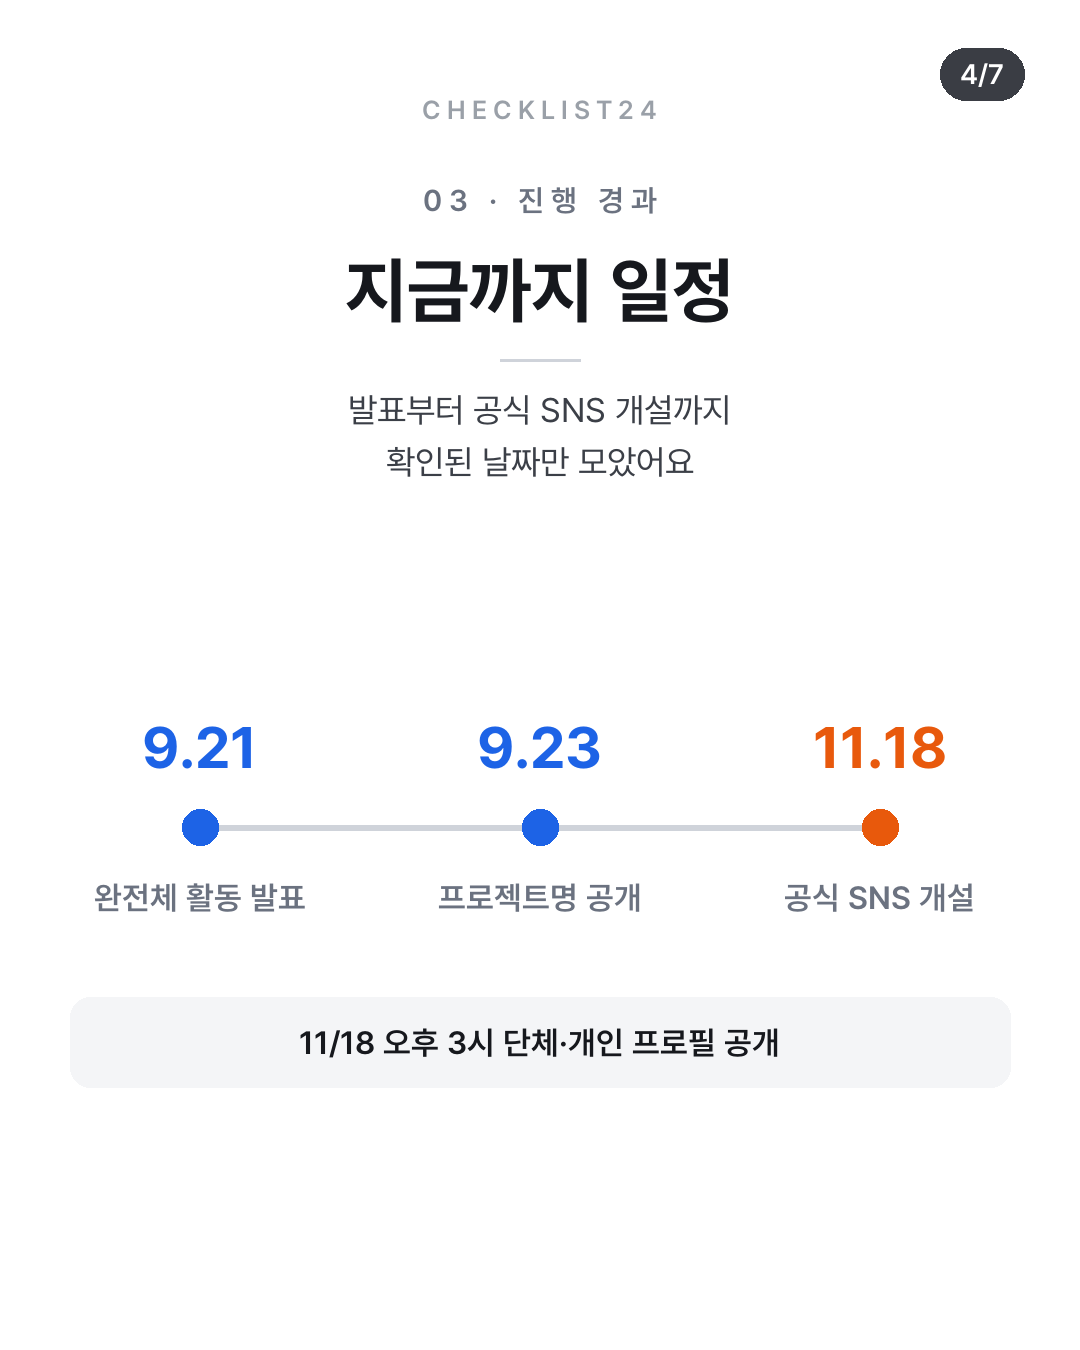 4/7
CHECKLIST24
03 · 진행 경과
지금까지 일정
발표부터 공식 SNS 개설까지
확인된 날짜만 모았어요
9.21
9.23
11.18
완전체 활동 발표
프로젝트명 공개
공식 SNS 개설
11/18 오후 3시 단체·개인 프로필 공개